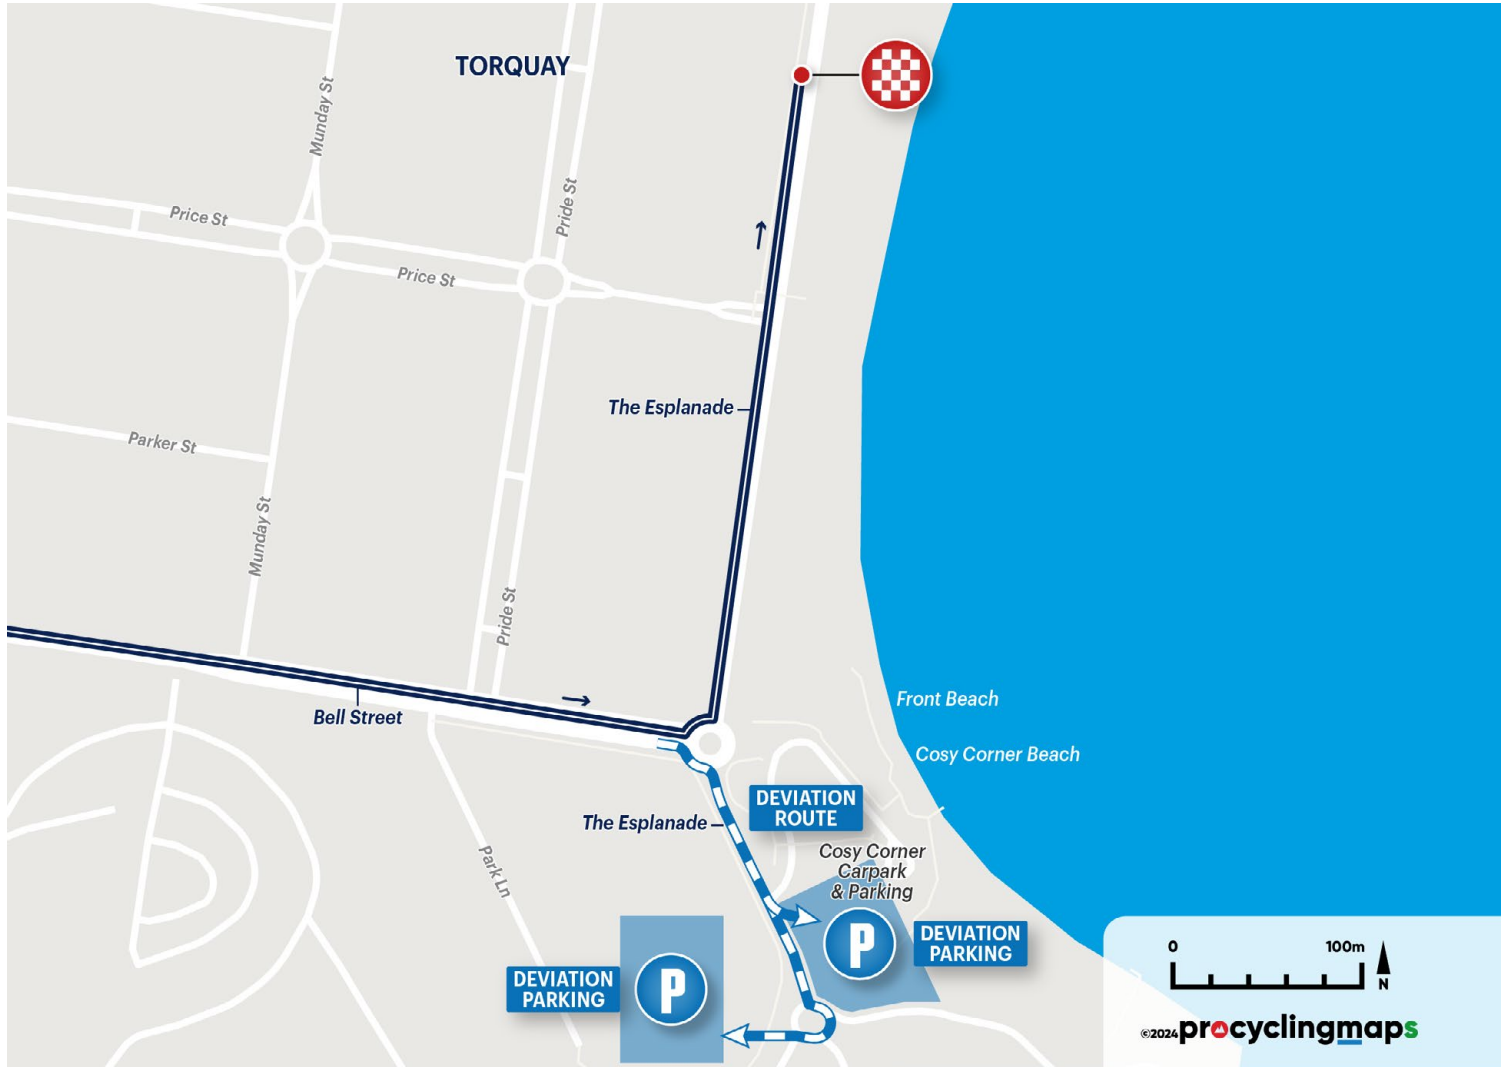 TORQUAY
Munday St
Pride St
Price St
Price St
The Esplanade
Parker St
Munday St
Pride St
Front Beach
Bell Street
Cosy Corner Beach
DEVIATION
ROUTE
The Esplanade
Cosy Corner
Carpark
& Parking
Park Ln
P
DEVIATION
PARKING
DEVIATION
PARKING
P
0 100m
N
©2024 procyclingmaps